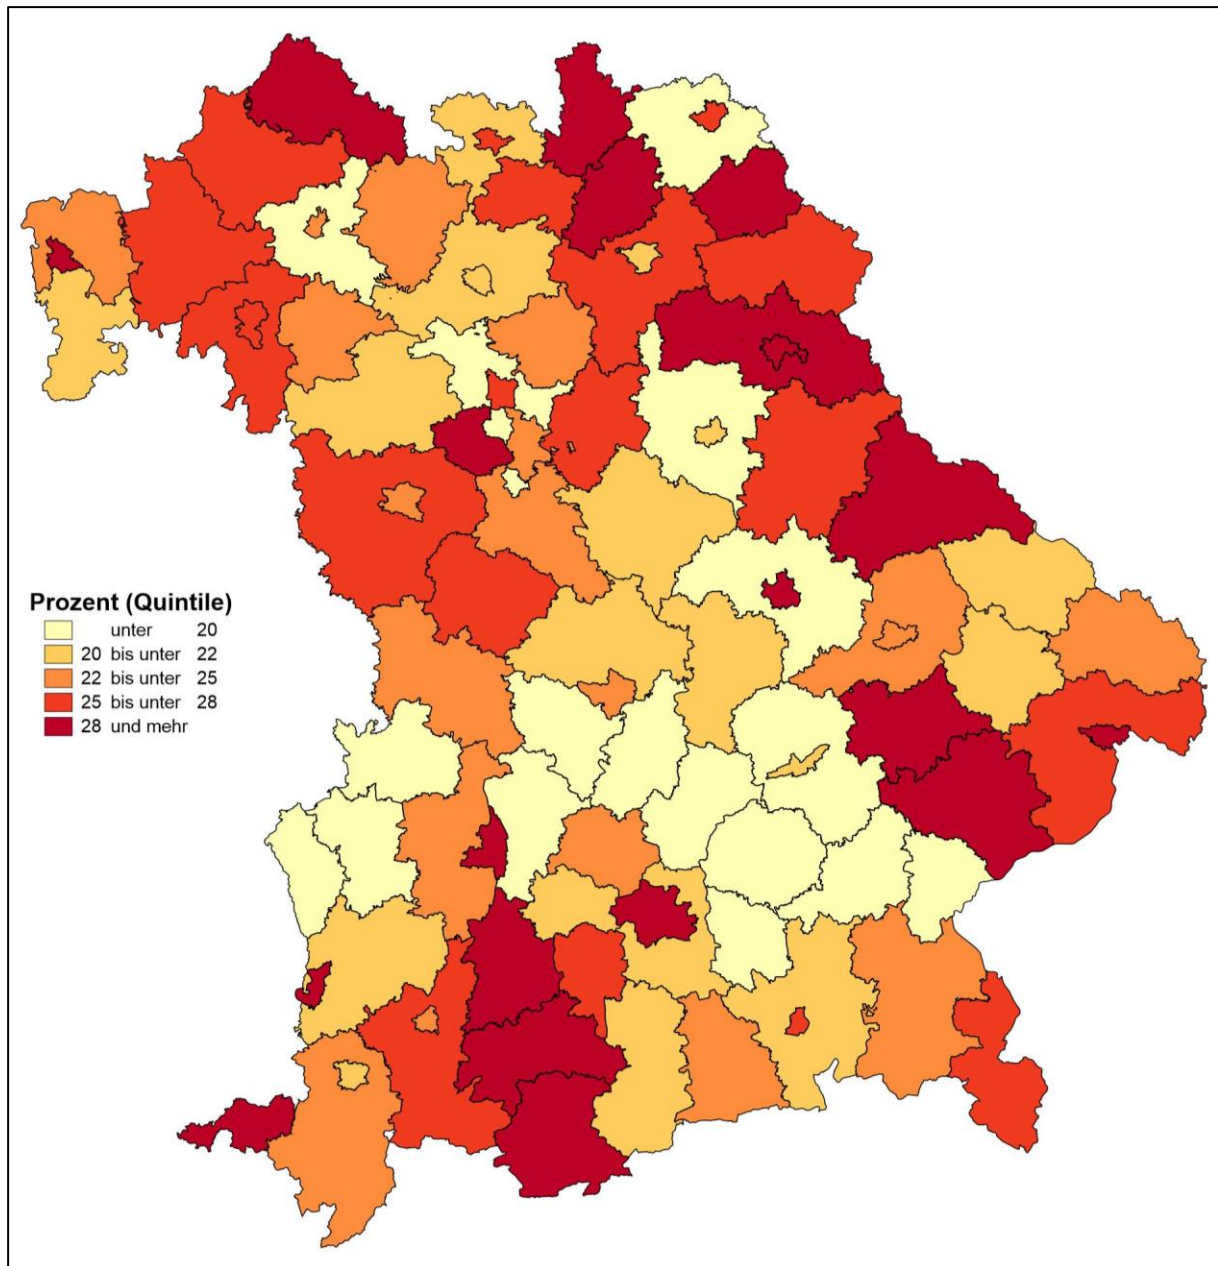 Prozent (Quintile)
unter 20
20 bis unter 22
22 bis unter 25
25 bis unter 28
28 und mehr